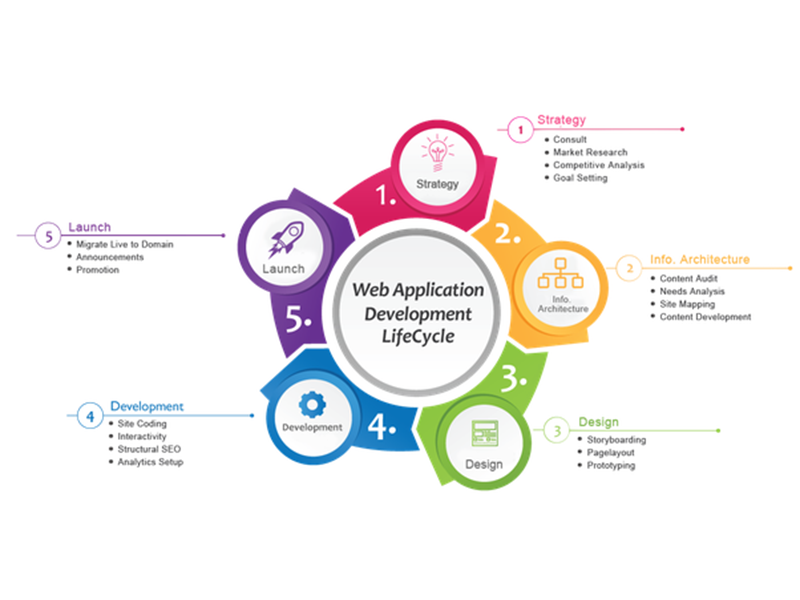 Web Application
Development
LifeCycle
1.
Strategy
2.
Info.
Architecture
3.
Design
4.
Development
5.
Launch
1
Strategy
• Consult
• Market Research
• Competitive Analysis
• Goal Setting
2
Info. Architecture
• Content Audit
• Needs Analysis
• Site Mapping
• Content Development
3
Design
• Storyboarding
• Pagelayout
• Prototyping
4
Development
• Site Coding
• Interactivity
• Structural SEO
• Analytics Setup
5
Launch
• Migrate Live to Domain
• Announcements
• Promotion